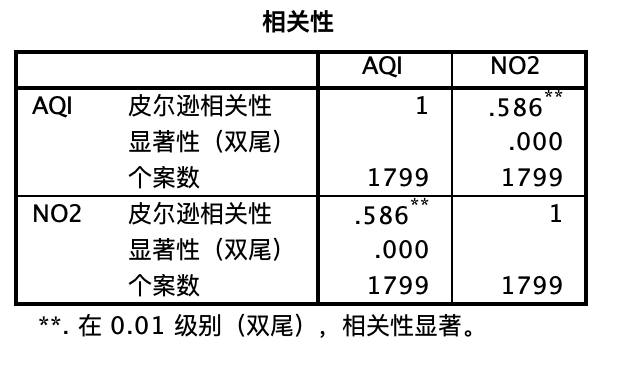 相关性
AQI NO2
AQI 皮尔逊相关性 1 .586**
显著性（双尾） .000
个案数 1799 1799
NO2 皮尔逊相关性 .586** 1
显著性（双尾） .000
个案数 1799 1799
**. 在 0.01 级别（双尾），相关性显著。